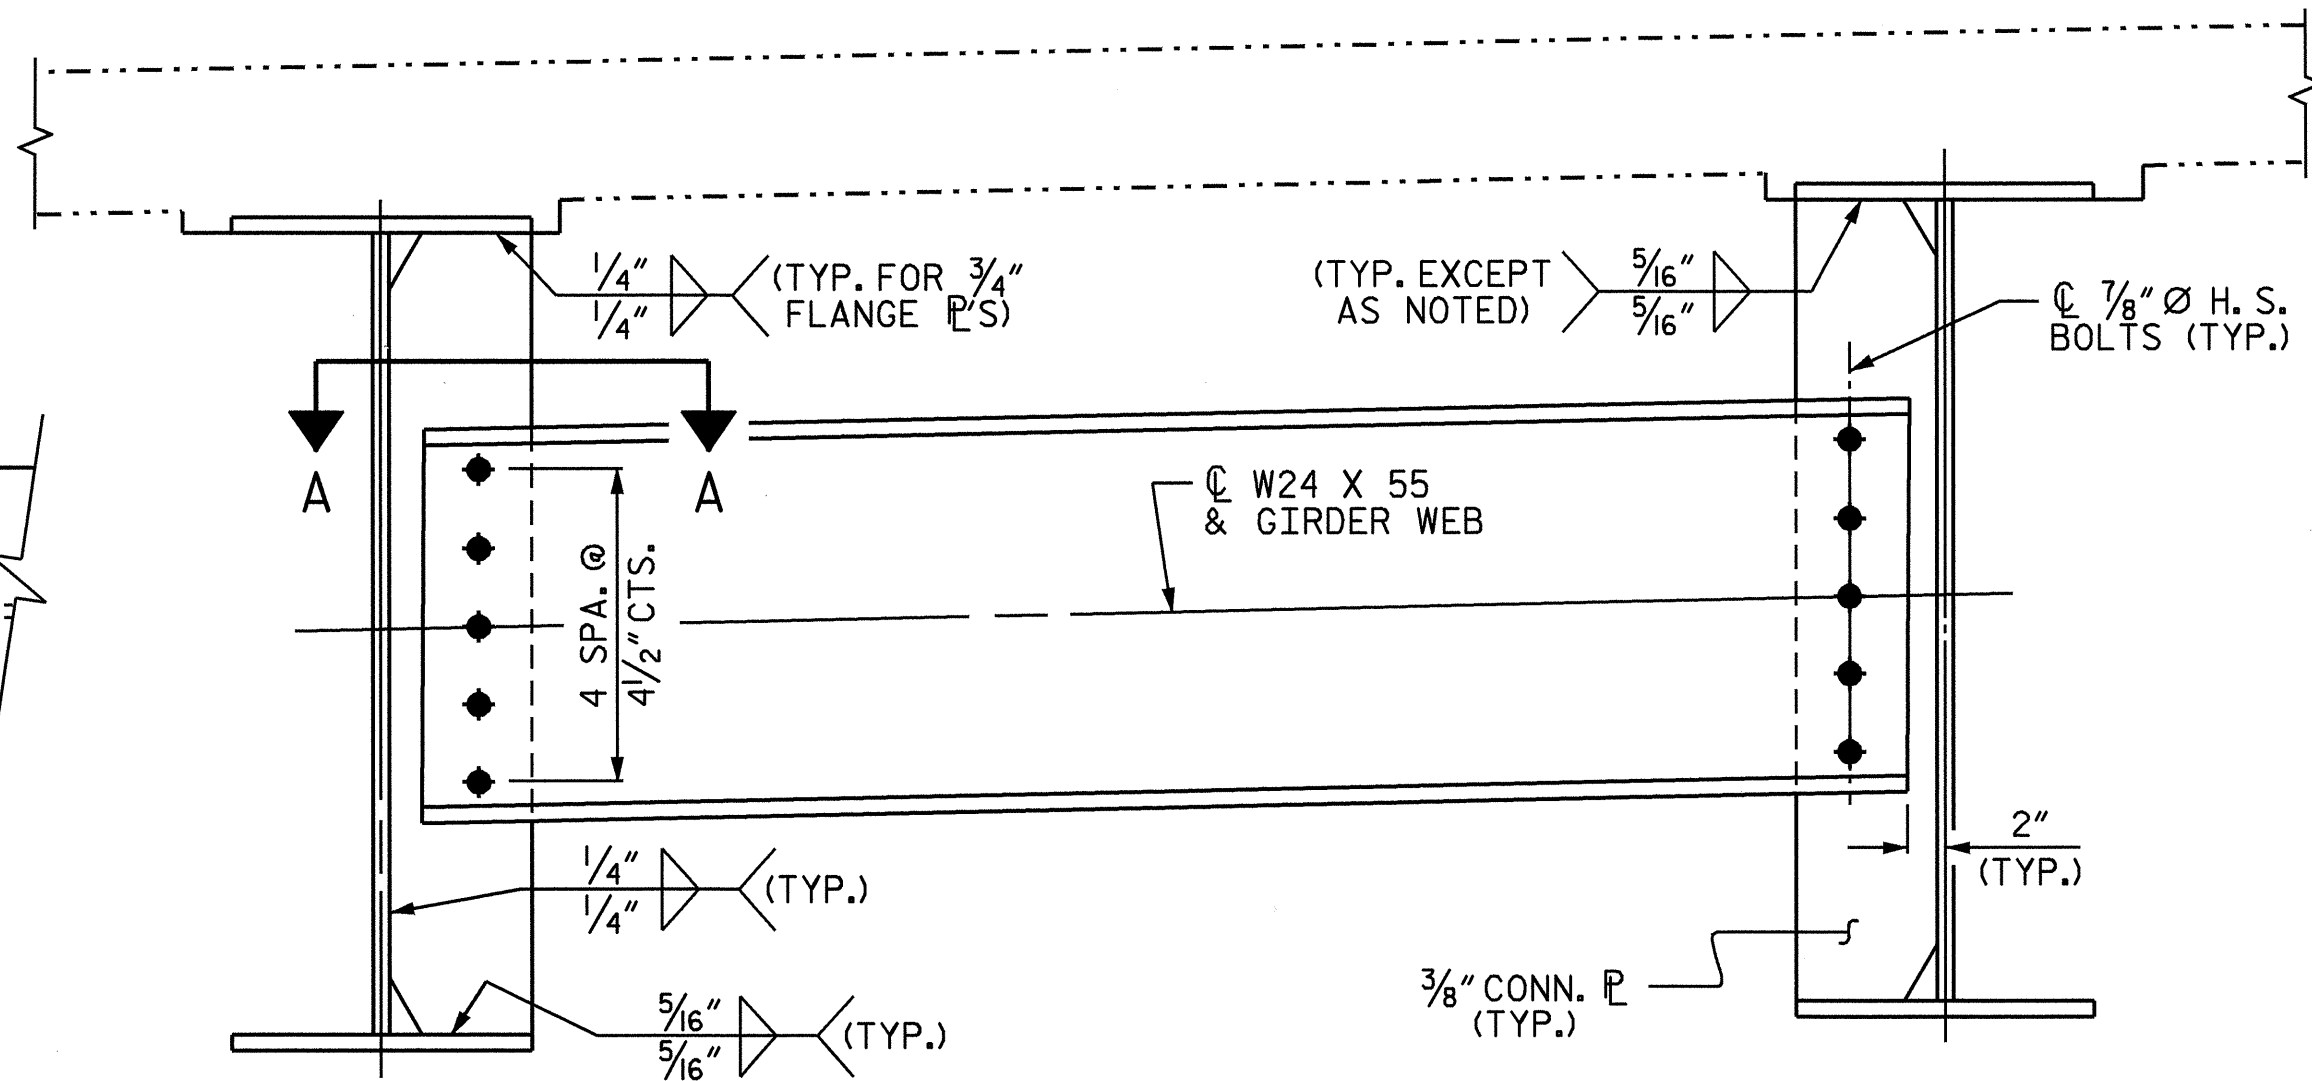 1/4"
1/4"
(TYP. FOR 3/4"
FLANGE ℙL'S)
(TYP. EXCEPT
AS NOTED)
5/16"
5/16"
℄ 7/8" Ø H. S.
BOLTS (TYP.)
A
A
4 SPA. @
4 1/2" CTS.
℄ W24 X 55
& GIRDER WEB
2"
(TYP.)
1/4"
1/4"
(TYP.)
3/8" CONN. ℙL
(TYP.)
5/16"
5/16"
(TYP.)